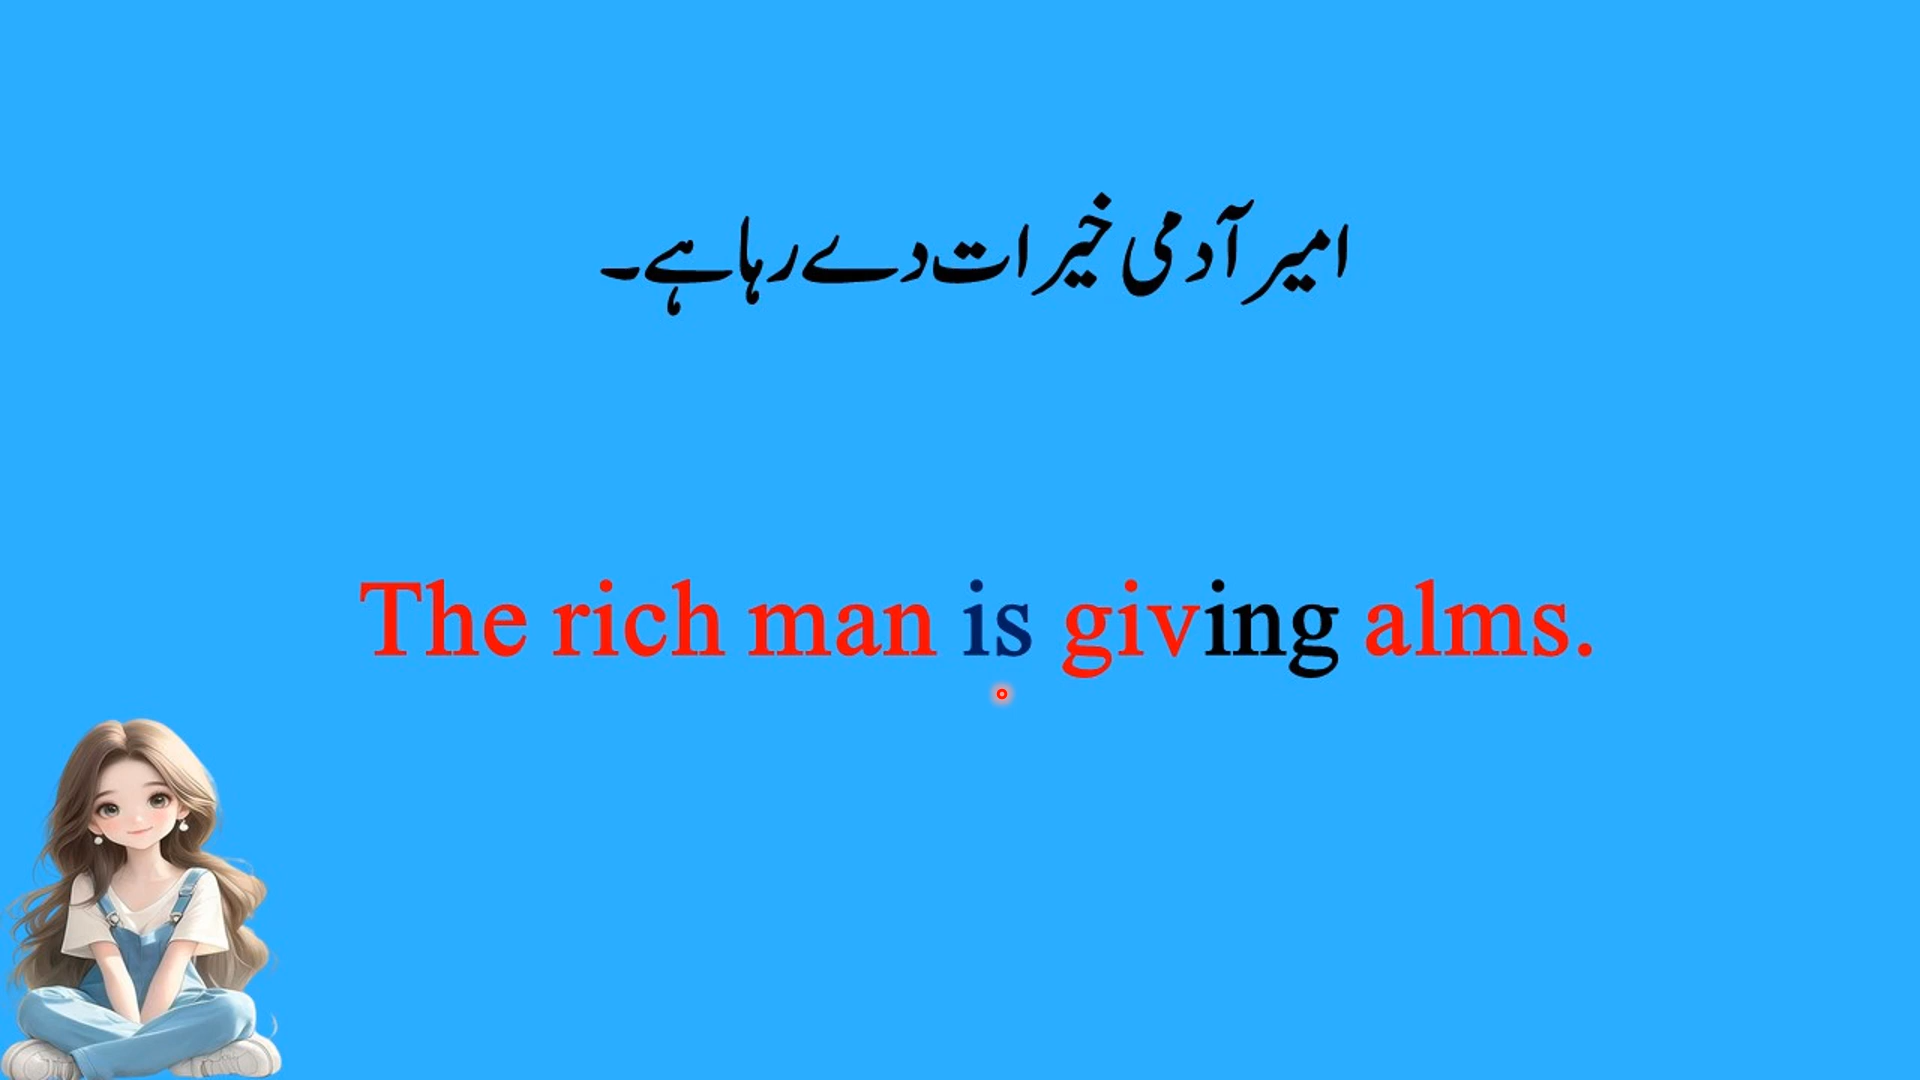 امیر آدمی خیرات دے رہا ہے۔
The rich man is giving alms.